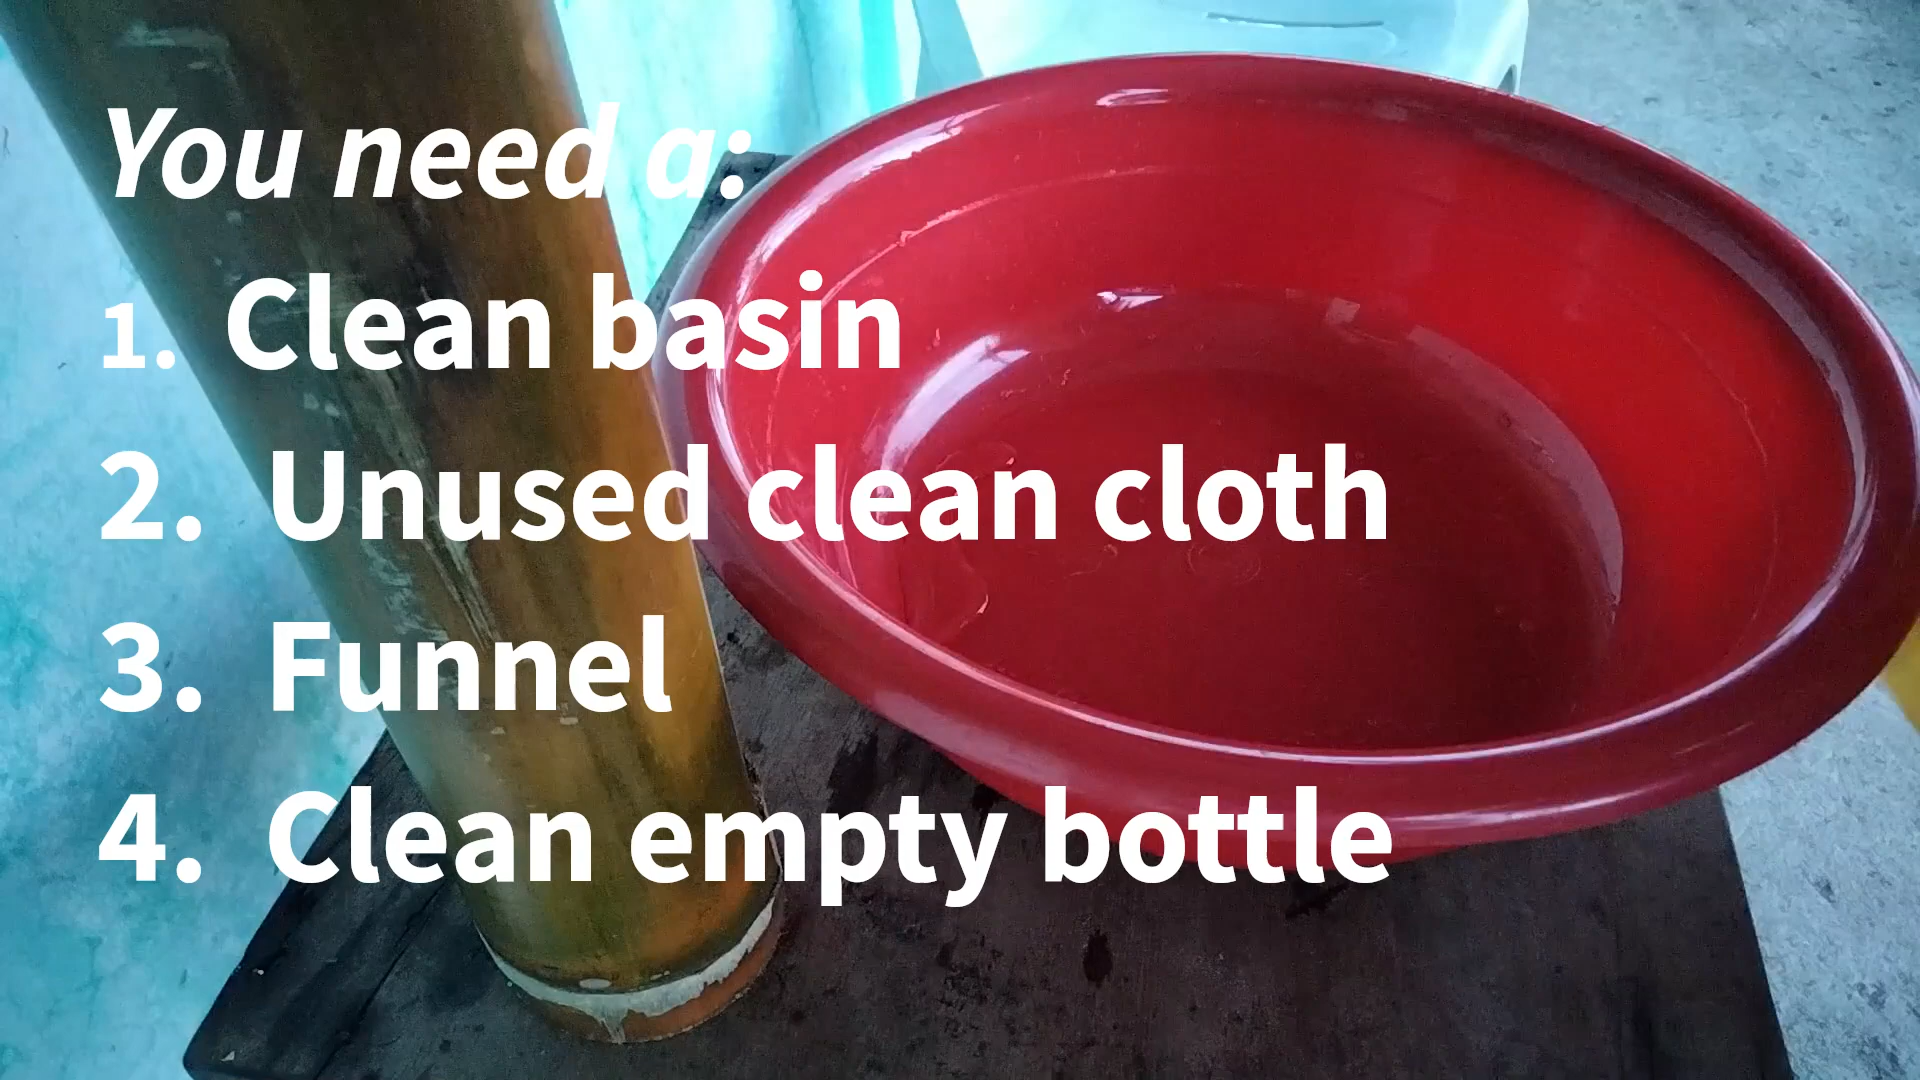 You need a:
1. Clean basin
2. Unused clean cloth
3. Funnel
4. Clean empty bottle